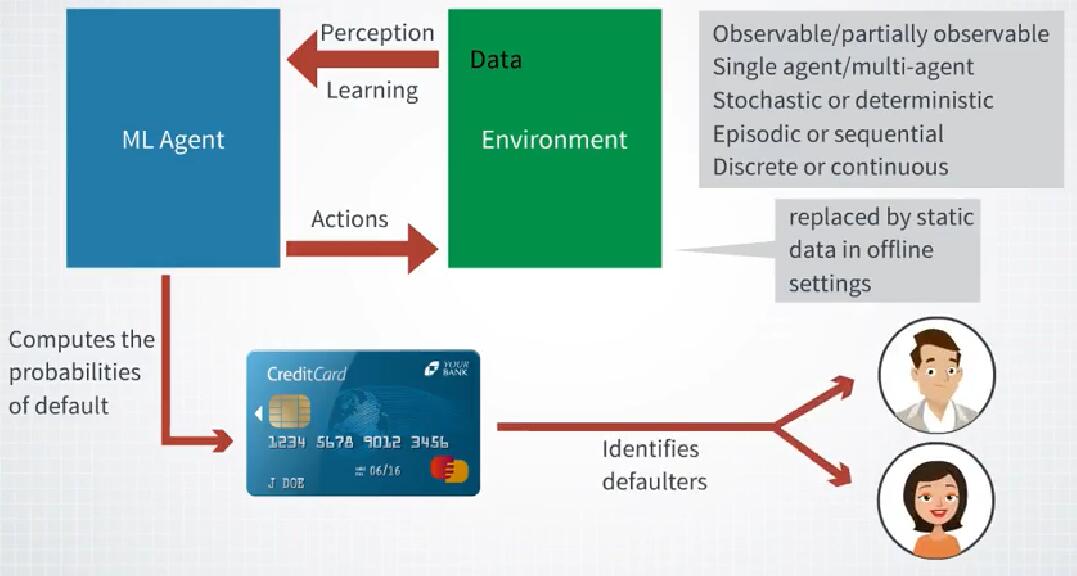 Perception
Learning
Data
ML Agent
Environment
Actions
Observable/partially observable
Single agent/multi-agent
Stochastic or deterministic
Episodic or sequential
Discrete or continuous
replaced by static
data in offline
settings
Computes the
probabilities
of default
CreditCard
YOUR
BANK
1234 5678 9012 3456
06/16
J DOE
Identifies
defaulters